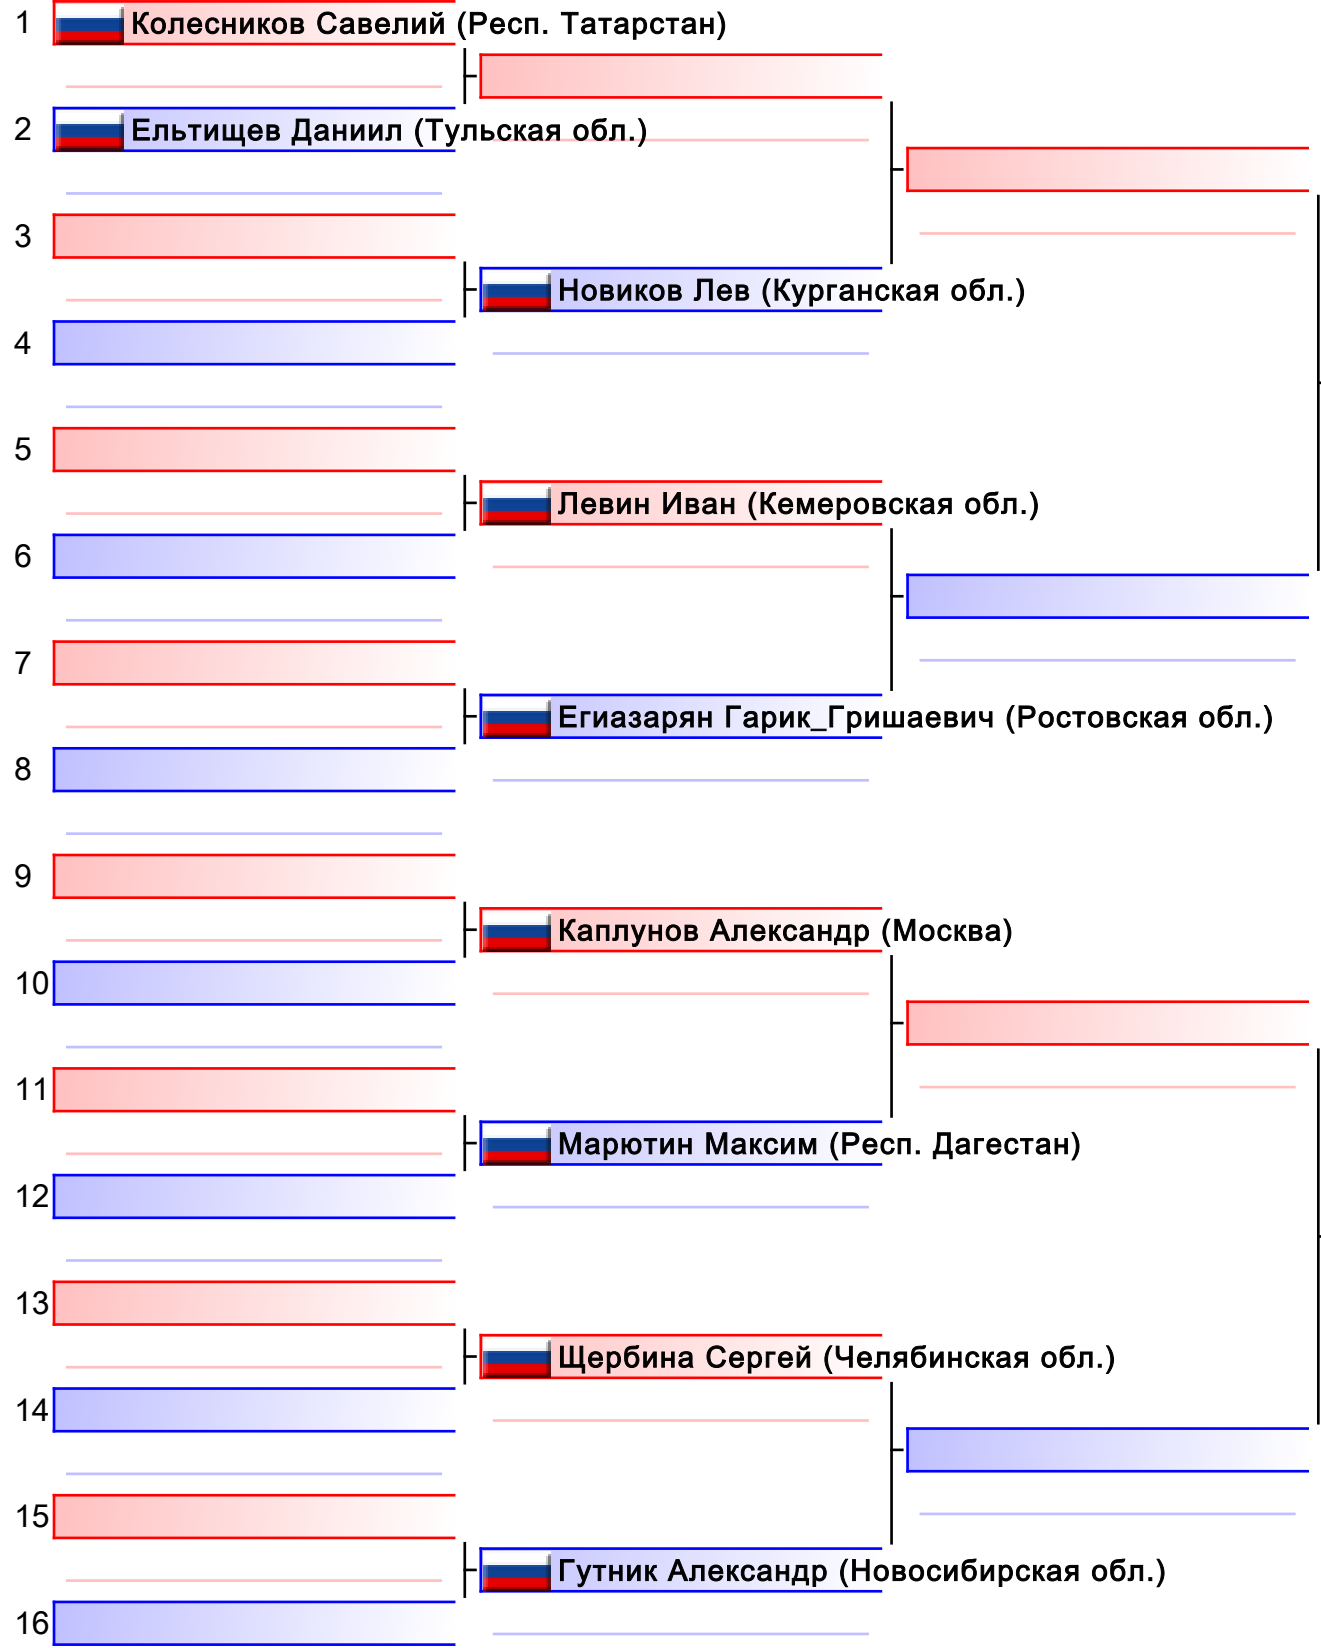 1 Колесников Савелий (Респ. Татарстан)
2 Ельтищев Даниил (Тульская обл.)
3
Новиков Лев (Курганская обл.)
4
5
Левин Иван (Кемеровская обл.)
6
7
Егиазарян Гарик_Гришаевич (Ростовская обл.)
8
9
Каплунов Александр (Москва)
10
11
Марютин Максим (Респ. Дагестан)
12
13
Щербина Сергей (Челябинская обл.)
14
15
Гутник Александр (Новосибирская обл.)
16